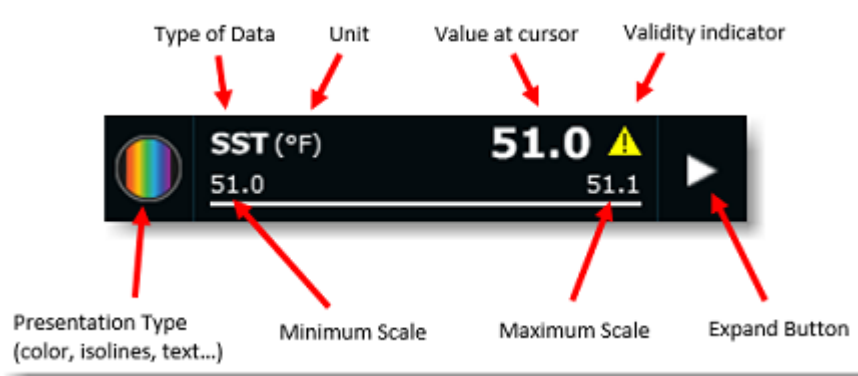 Type of Data Unit Value at cursor Validity indicator
SST (°F) 51.0
51.0 51.1
Presentation Type
(color, isolines, text...)
Minimum Scale Maximum Scale Expand Button